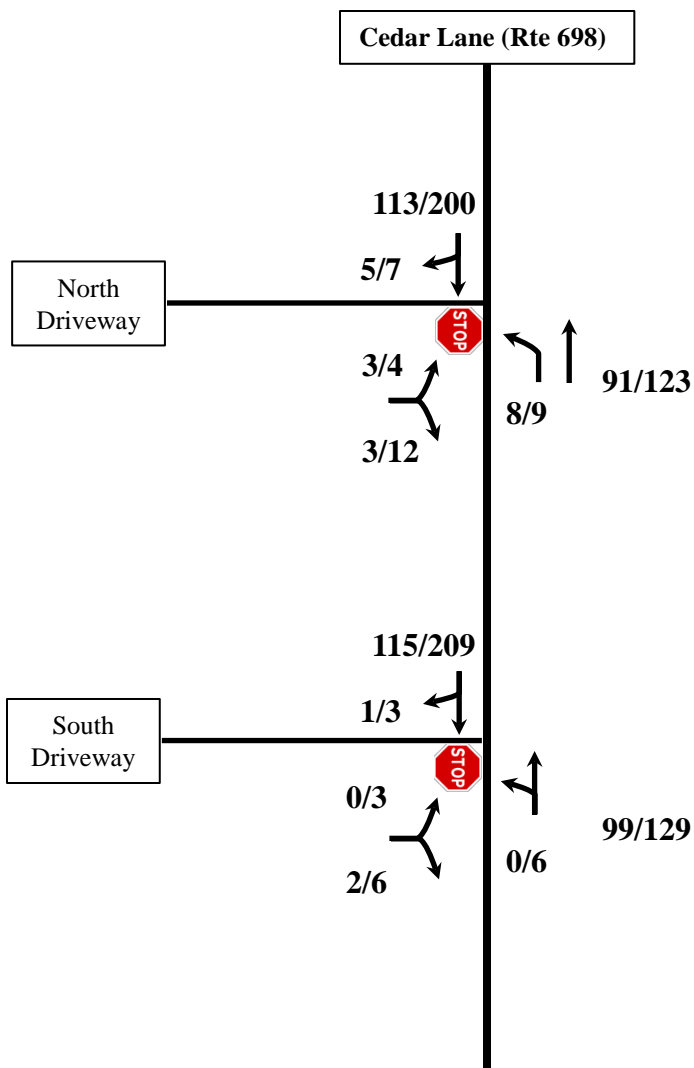 Cedar Lane (Rte 698)
113/200
5/7
North
Driveway
STOP
3/4
91/123
8/9
3/12
115/209
1/3
South
Driveway
STOP
0/3
99/129
0/6
2/6